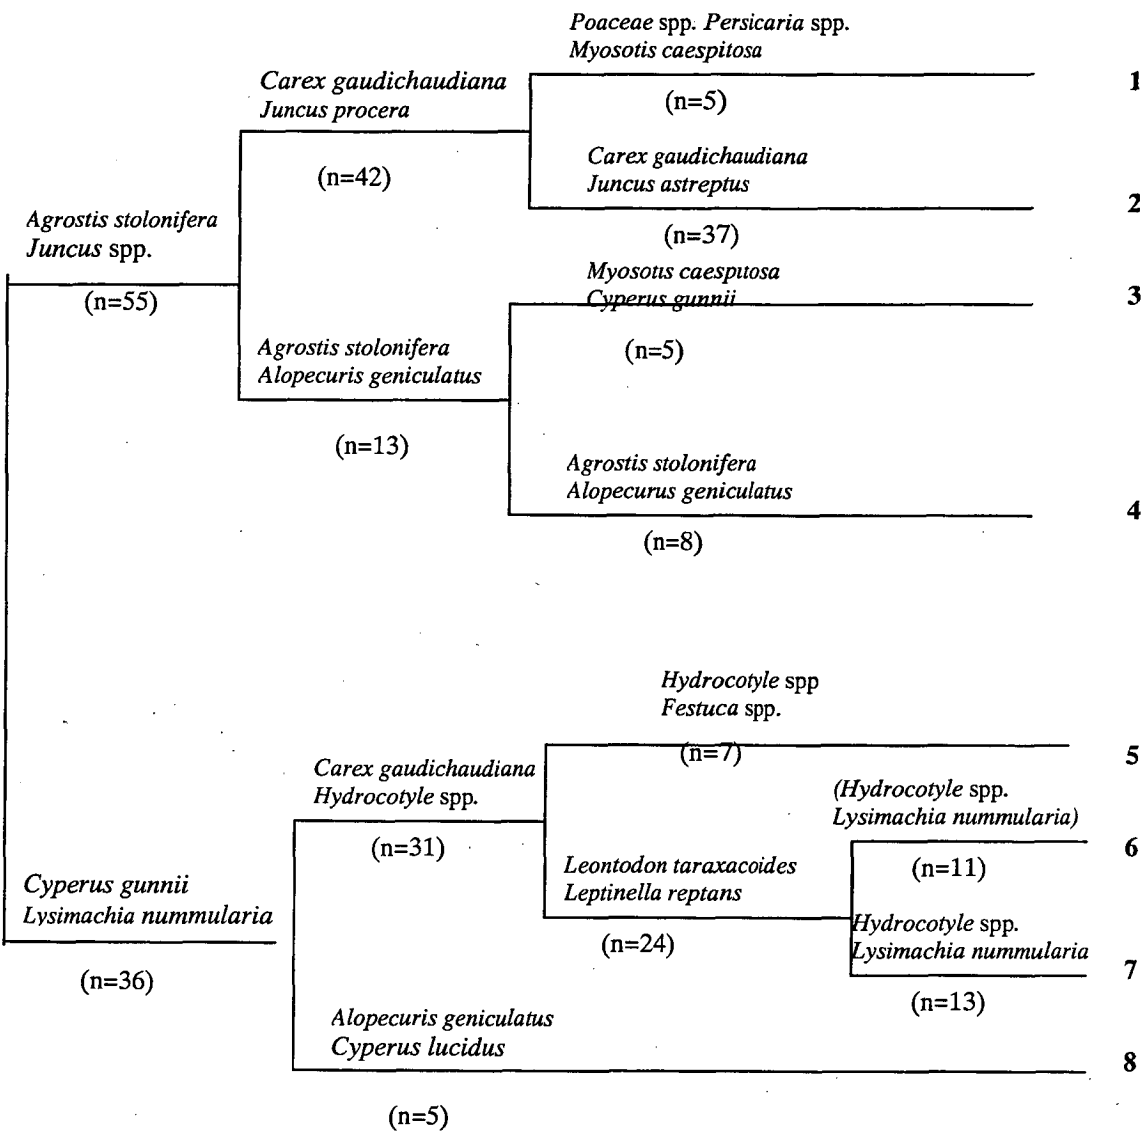 Poaceae spp. Persicaria spp.
Myosotis caespitosa
1
(n=5)
Carex gaudichaudiana
Juncus procera
(n=42)
Carex gaudichaudiana
Juncus astreptus
2
(n=37)
Agrostis stolonifera
Juncus spp.
(n=55)
Myosotis caespitosa
Cyperus gunnii
3
(n=5)
Agrostis stolonifera
Alopecuris geniculatus
(n=13)
Agrostis stolonifera
Alopecurus geniculatus
4
(n=8)
Hydrocotyle spp
Festuca spp.
(n=7)
5
Carex gaudichaudiana
Hydrocotyle spp.
(n=31)
(Hydrocotyle spp.
Lysimachia nummularia)
6
(n=11)
Leontodon taraxacoides
Leptinella reptans
(n=24)
Hydrocotyle spp.
Lysimachia nummularia
7
(n=13)
Cyperus gunnii
Lysimachia nummularia
(n=36)
Alopecuris geniculatus
Cyperus lucidus
8
(n=5)